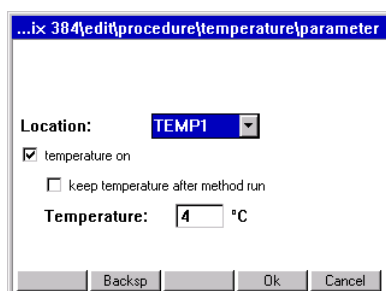 ...ix 384\edit\procedure\temperature\parameter
Location: TEMP1
temperature on
keep temperature after method run
Temperature: 4 °C
Backsp Ok Cancel